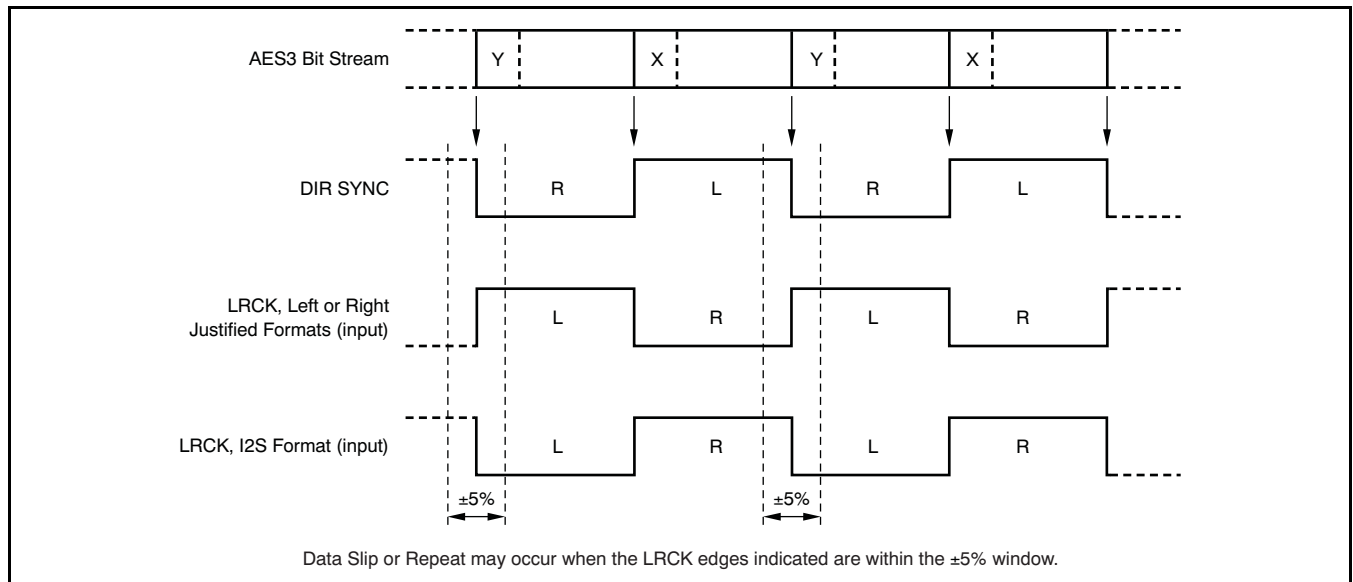 AES3 Bit Stream
Y
X
Y
X
DIR SYNC
R
L
R
L
LRCK, Left or Right
Justified Formats (input)
L
R
L
R
LRCK, I2S Format (input)
L
R
L
R
±5%
±5%
Data Slip or Repeat may occur when the LRCK edges indicated are within the ±5% window.